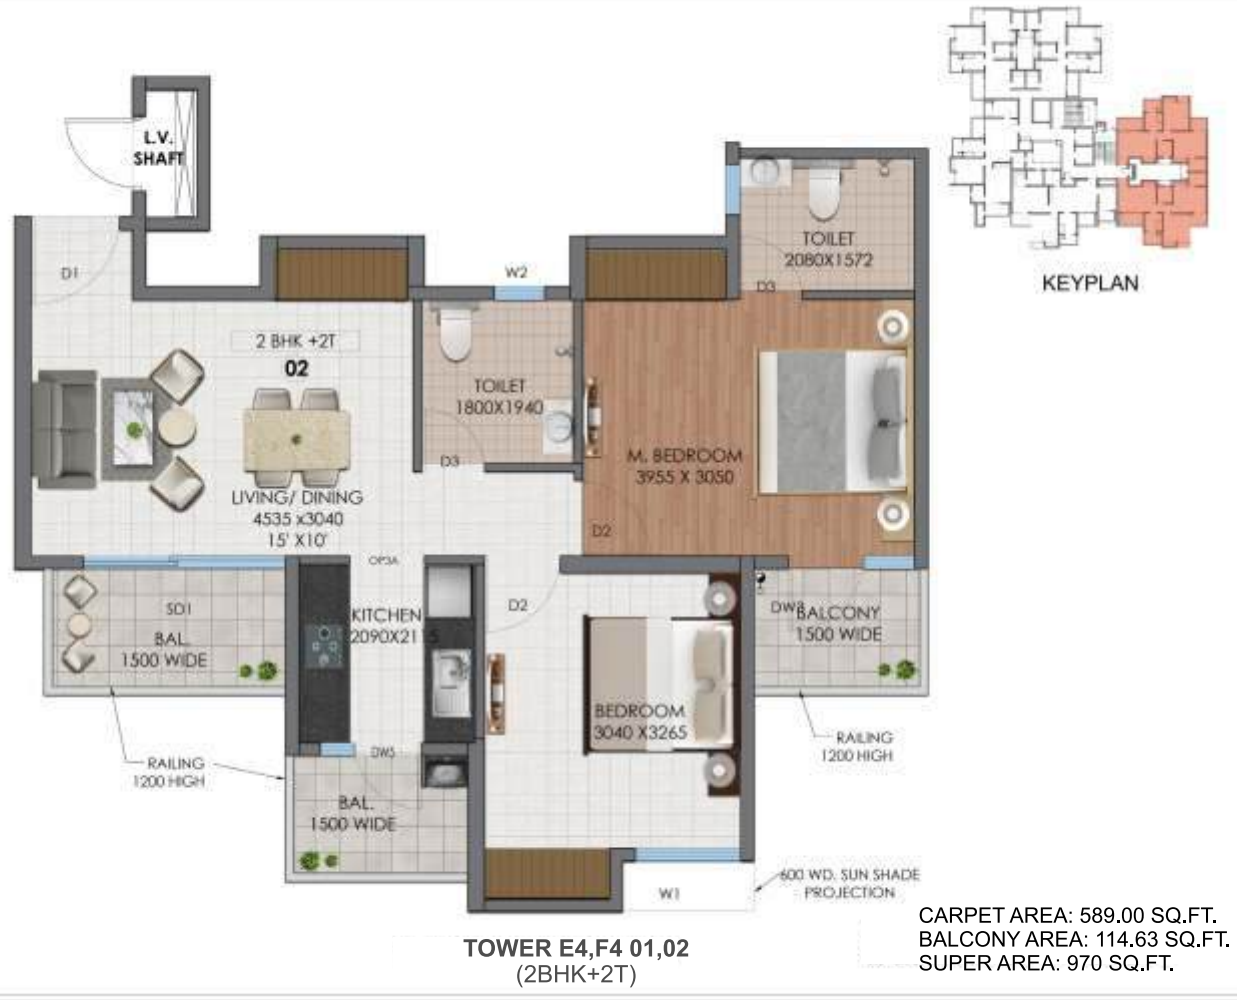 L.V.
SHAFT
D1
W2
TOILET
2080X1572
D3
KEYPLAN
2 BHK +2T
02
TOILET
1800X1940
D3
M. BEDROOM
3955 X 3050
LIVING/ DINING
4535 x3040
15' X10'
D2
OP3A
SD1
BAL.
1500 WIDE
KITCHEN
2090X2115
D2
DW2
BALCONY
1500 WIDE
BEDROOM
3040 X3265
RAILING
1200 HIGH
RAILING
1200 HIGH
DW5
BAL.
1500 WIDE
W1
600 WD. SUN SHADE
PROJECTION
CARPET AREA: 589.00 SQ.FT.
BALCONY AREA: 114.63 SQ.FT.
SUPER AREA: 970 SQ.FT.
TOWER E4,F4 01,02
(2BHK+2T)